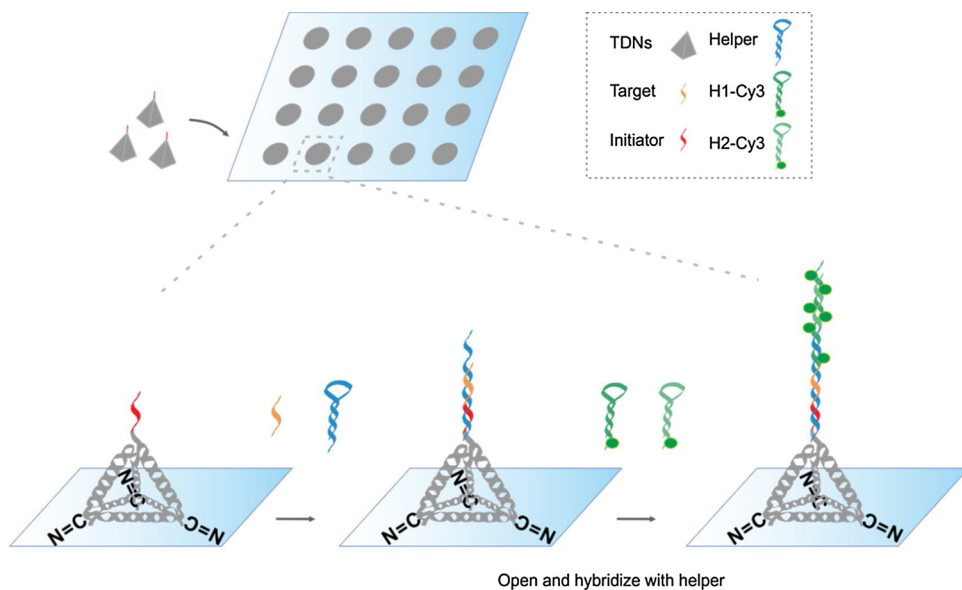 TDNs
Helper
Target
H1-Cy3
Initiator
H2-Cy3
N=C
N=C
N=C
N=C
N=C
N=C
N=C
N=C
N=C
Open and hybridize with helper